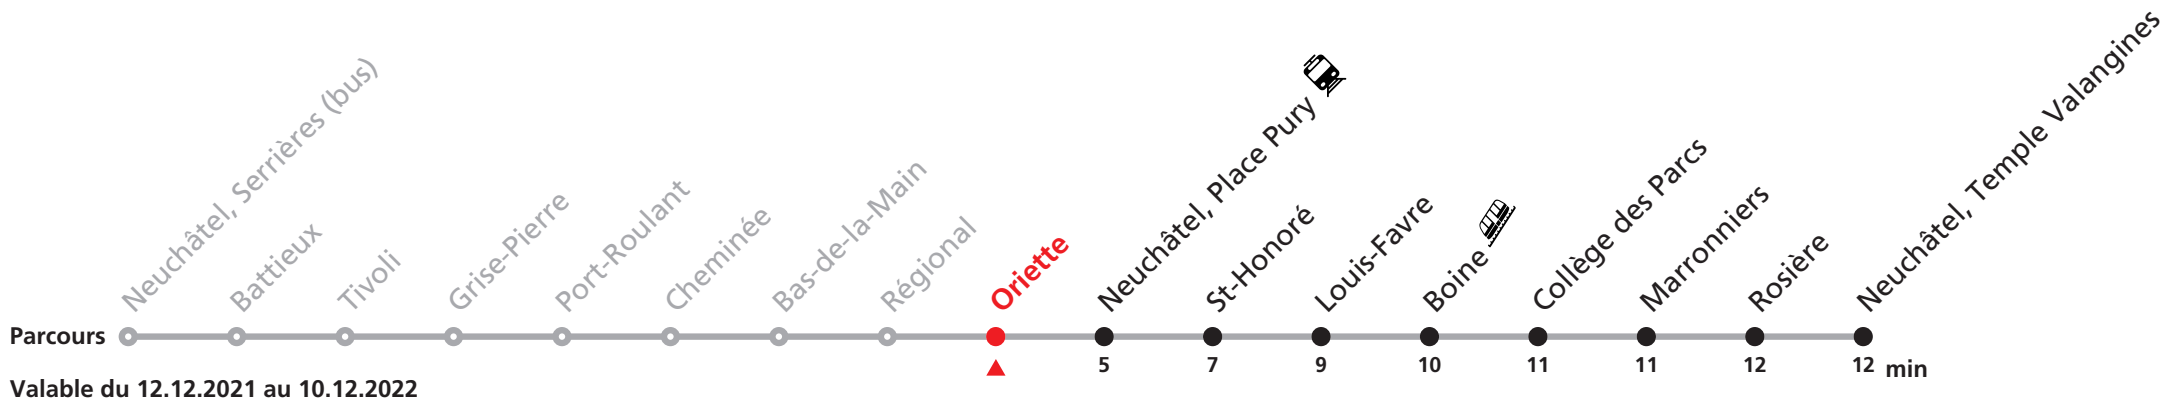 Neuchâtel, Serrières (bus)
Battieux
Tivoli
Grise-Pierre
Port-Roulant
Cheminée
Bas-de-la-Main
Régional
Oriette
Neuchâtel, Place Pury
St-Honoré
Louis-Favre
Boine
Collège des Parcs
Marronniers
Rosière
Neuchâtel, Temple Valangines
Parcours
5 7 9 10 11 11 12 12 min
Valable du 12.12.2021 au 10.12.2022